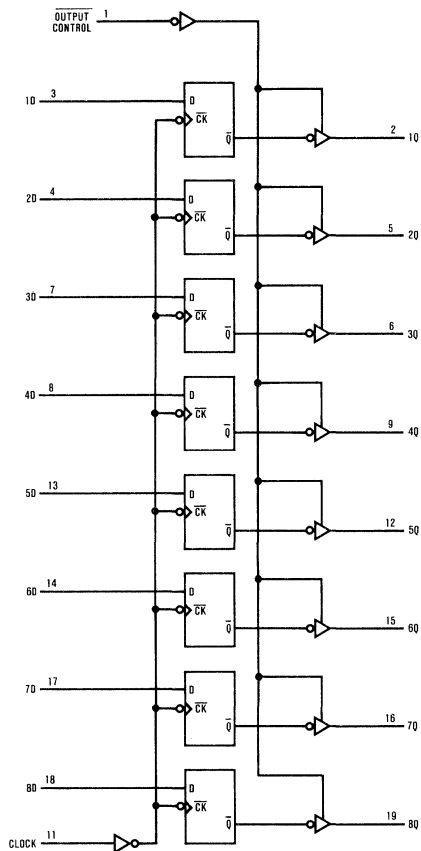 OUTPUT CONTROL 1
1D 3 D CK Q 2 1Q
2D 4 D CK Q 5 2Q
3D 7 D CK Q 6 3Q
4D 8 D CK Q 9 4Q
5D 13 D CK Q 12 5Q
6D 14 D CK Q 15 6Q
7D 17 D CK Q 16 7Q
8D 18 D CK Q 19 8Q
CLOCK 11